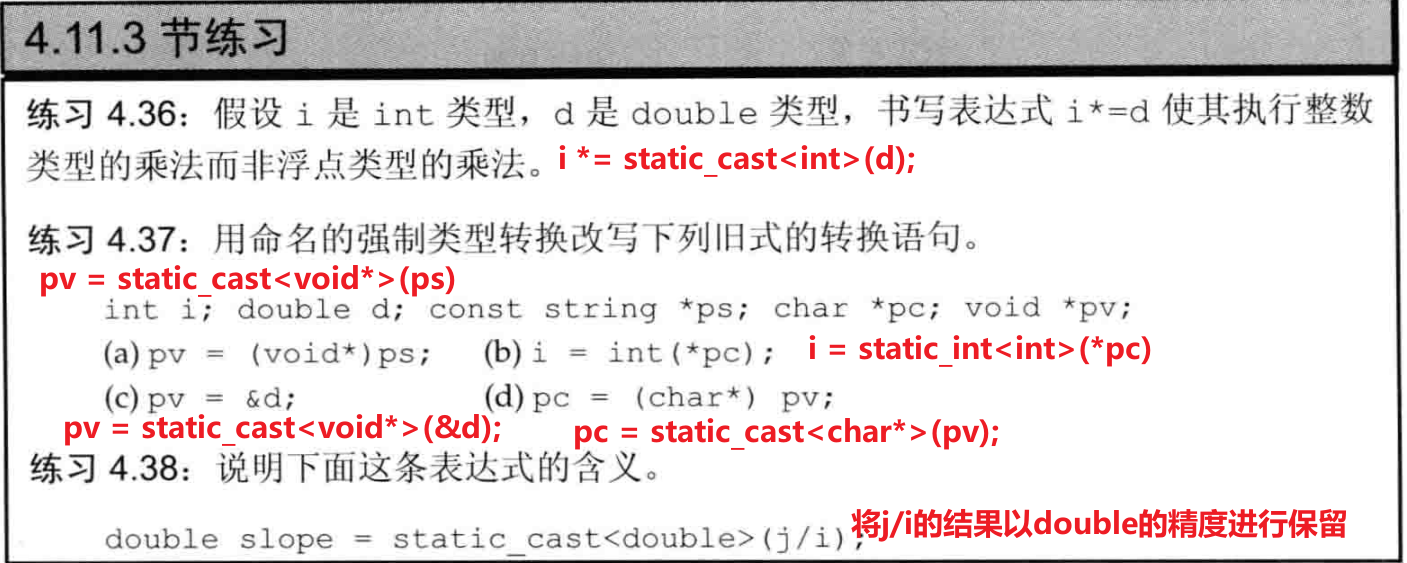 4.11.3 节练习
练习 4.36：假设 i 是 int 类型，d 是 double 类型，书写表达式 i*=d 使其执行整数
类型的乘法而非浮点类型的乘法。 i *= static_cast<int>(d);
练习 4.37：用命名的强制类型转换改写下列旧式的转换语句。
pv = static_cast<void*>(ps)
int i; double d; const string *ps; char *pc; void *pv;
(a) pv = (void*)ps; (b) i = int(*pc); i = static_int<int>(*pc)
(c) pv = &d; (d) pc = (char*) pv;
pv = static_cast<void*>(&d); pc = static_cast<char*>(pv);
练习 4.38：说明下面这条表达式的含义。
double slope = static_cast<double>(j/i); 将j/i的结果以double的精度进行保留